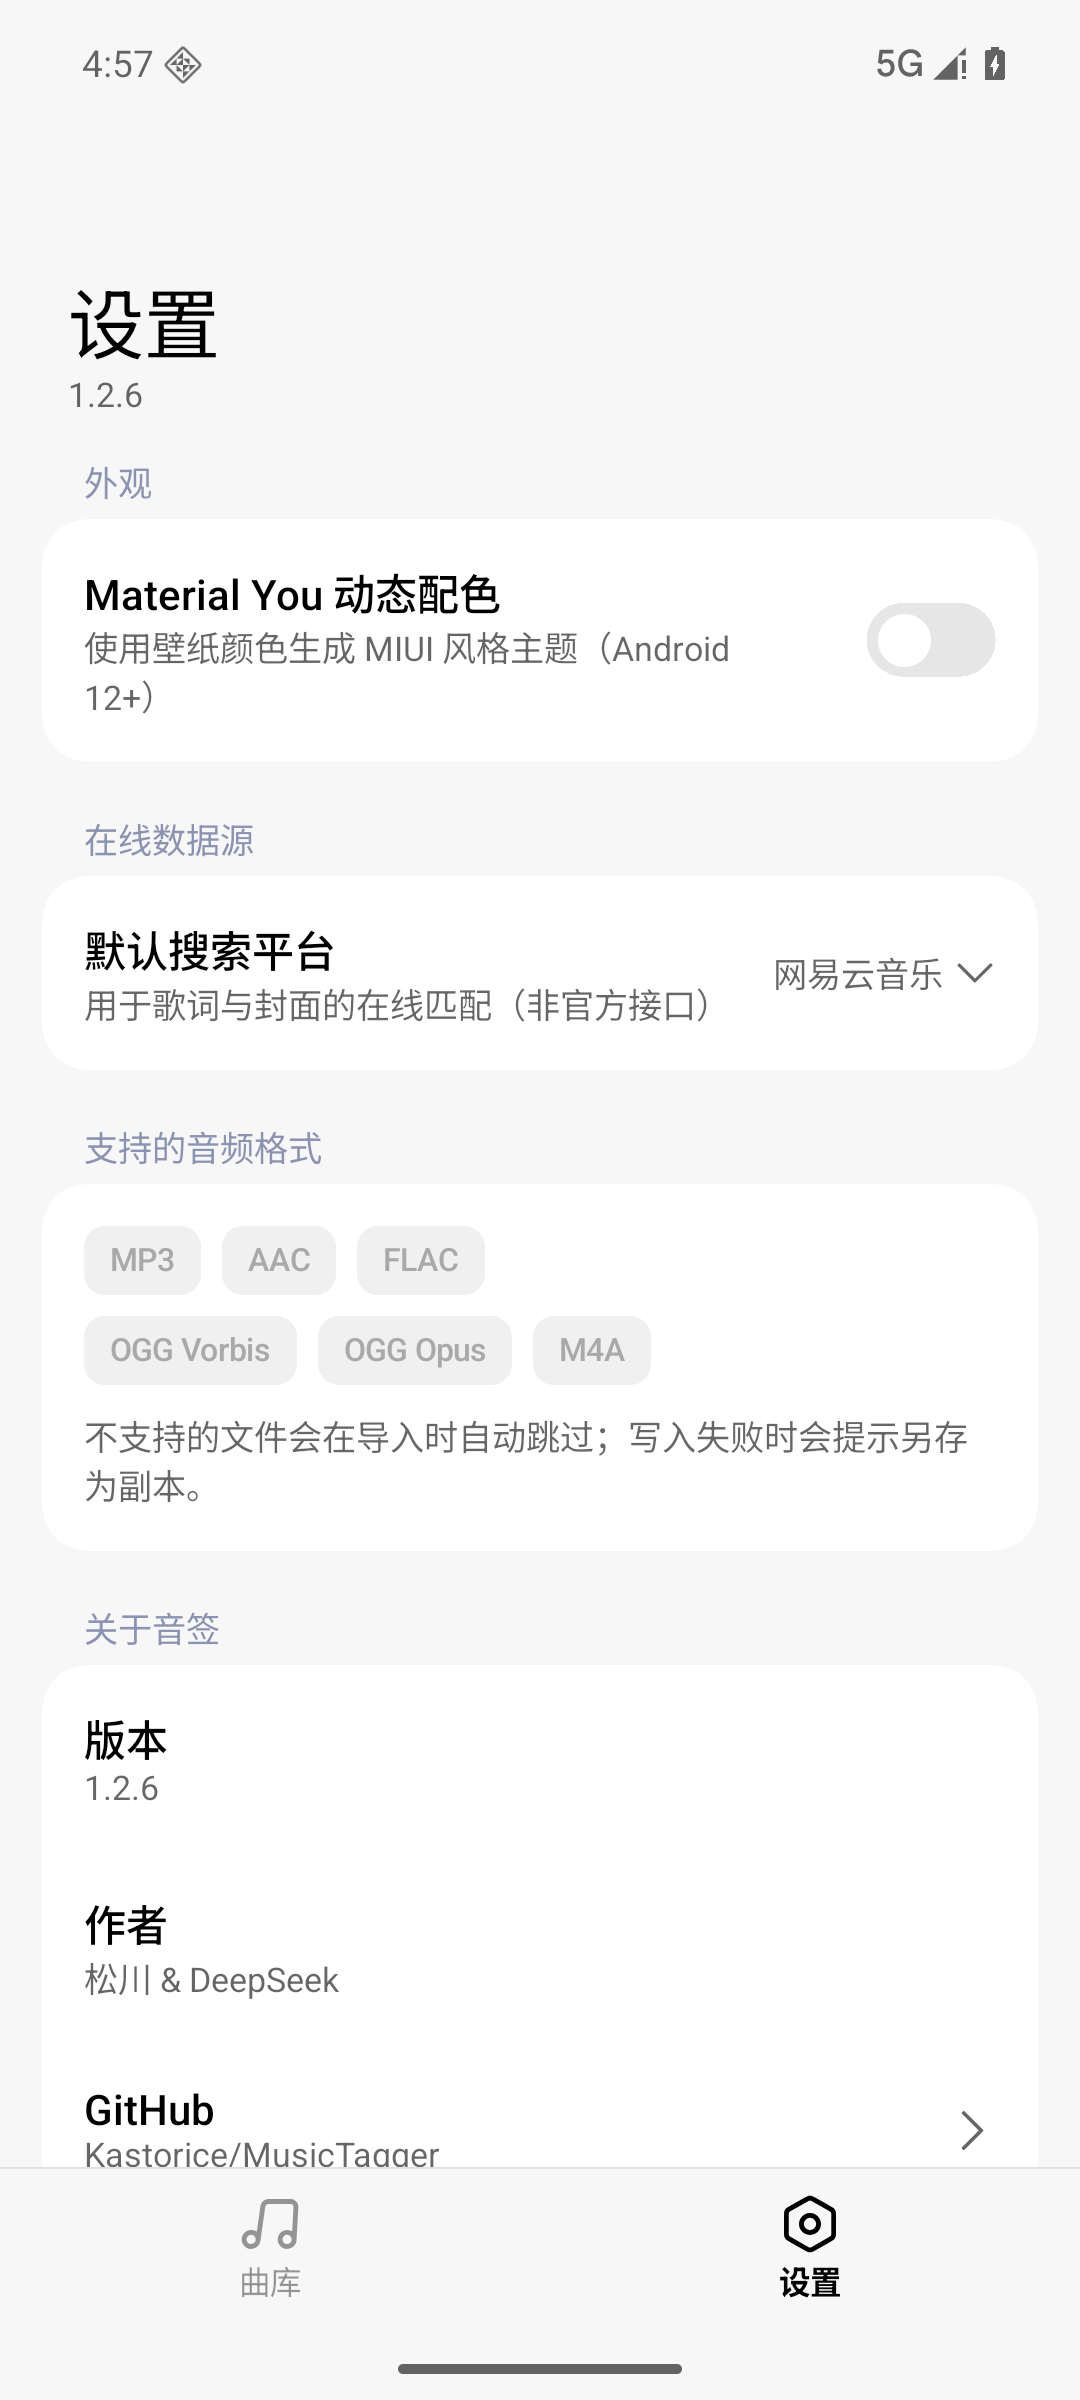 4:57
5G
设置
1.2.6
外观
Material You 动态配色
使用壁纸颜色生成 MIUI 风格主题（Android
12+）
在线数据源
默认搜索平台
用于歌词与封面的在线匹配（非官方接口）
网易云音乐
支持的音频格式
MP3 AAC FLAC
OGG Vorbis OGG Opus M4A
不支持的文件会在导入时自动跳过；写入失败时会提示另存
为副本。
关于音签
版本
1.2.6
作者
松川 & DeepSeek
GitHub
Kastorice/MusicTagger
曲库 设置